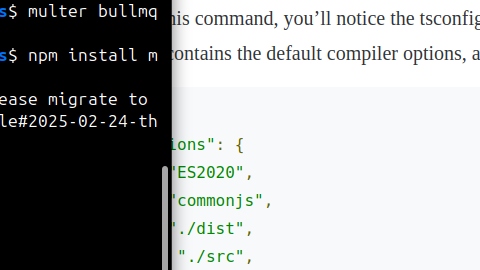 s$ multer bullmq
s$ npm install m
ease migrate to
le#2025-02-24-th
his command, you’ll notice the tsconfig
contains the default compiler options, a
ions": {
"ES2020",
"commonjs",
"./dist",
"./src",